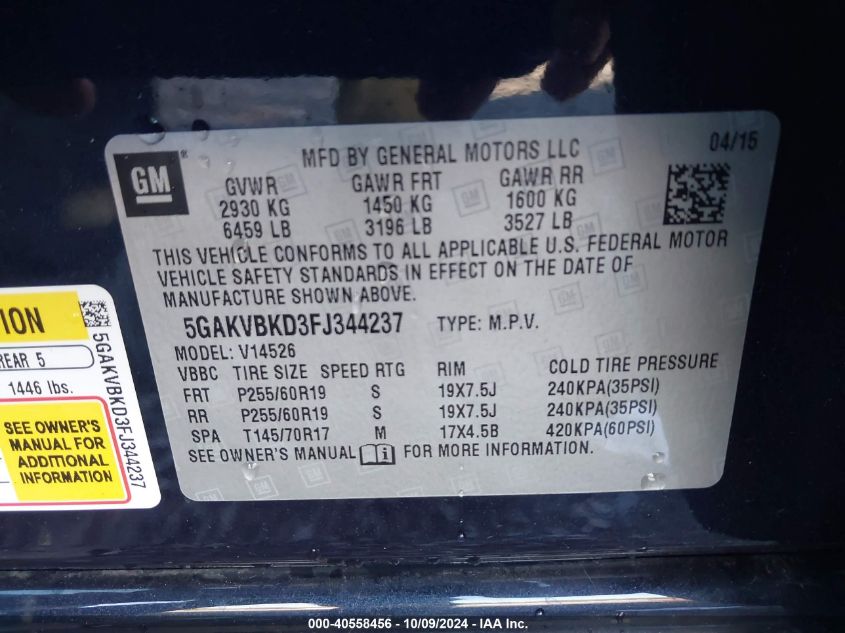 MFD BY GENERAL MOTORS LLC 04/15
GM®
GVWR GAWR FRT GAWR RR
2930 KG 1450 KG 1600 KG
6459 LB 3196 LB 3527 LB
THIS VEHICLE CONFORMS TO ALL APPLICABLE U.S. FEDERAL MOTOR
VEHICLE SAFETY STANDARDS IN EFFECT ON THE DATE OF
MANUFACTURE SHOWN ABOVE.
5GAKVBKD3FJ344237 TYPE: M.P.V.
MODEL: V14526
VBBC TIRE SIZE SPEED RTG RIM COLD TIRE PRESSURE
FRT P255/60R19 S 19X7.5J 240KPA(35PSI)
RR P255/60R19 S 19X7.5J 240KPA(35PSI)
SPA T145/70R17 M 17X4.5B 420KPA(60PSI)
SEE OWNER'S MANUAL FOR MORE INFORMATION.
REAR 5
1446 lbs.
SEE OWNER'S
MANUAL FOR
ADDITIONAL
INFORMATION
5GAKVBKD3FJ344237
000-40558456 - 10/09/2024 - IAA Inc.